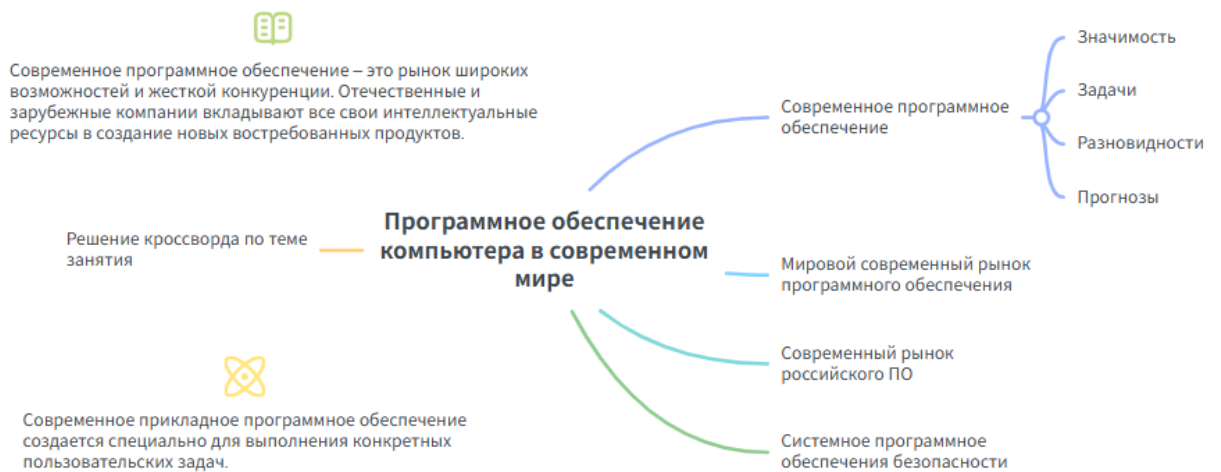 Современное программное обеспечение – это рынок широких
возможностей и жесткой конкуренции. Отечественные и
зарубежные компании вкладывают все свои интеллектуальные
ресурсы в создание новых востребованных продуктов.
Решение кроссворда по теме
занятия
Современное прикладное программное обеспечение
создается специально для выполнения конкретных
пользовательских задач.
Программное обеспечение
компьютера в современном
мире
Современное программное
обеспечение
Значимость
Задачи
Разновидности
Прогнозы
Мировой современный рынок
программного обеспечения
Современный рынок
российского ПО
Системное программное
обеспечения безопасности